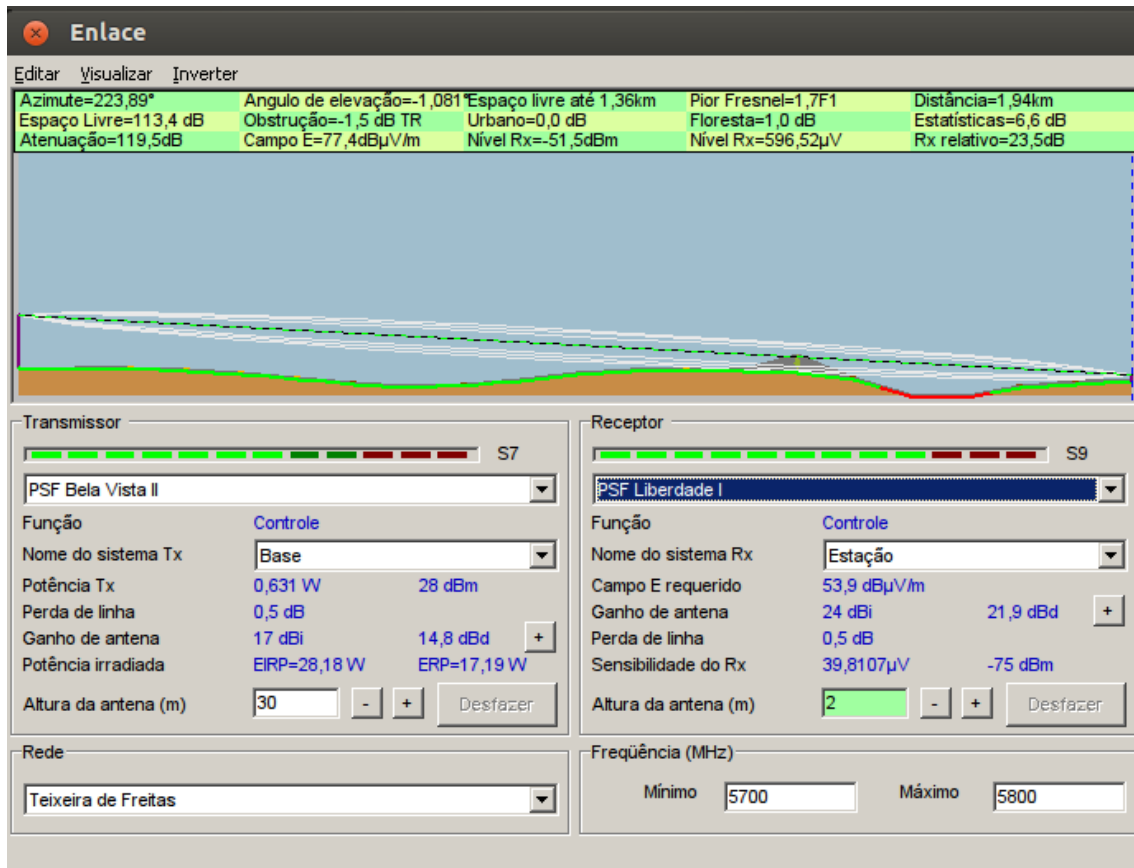 Enlace
Editar Visualizar Inverter
Azimute=223,89° Angulo de elevação=-1,081° Espaço livre até 1,36km Pior Fresnel=1,7F1 Distância=1,94km
Espaço Livre=113,4 dB Obstrução=-1,5 dB TR Urbano=0,0 dB Floresta=1,0 dB Estatísticas=6,6 dB
Atenuação=119,5dB Campo E=77,4dBµV/m Nível Rx=-51,5dBm Nível Rx=596,52µV Rx relativo=23,5dB
Transmissor
S7
PSF Bela Vista II
Função Controle
Nome do sistema Tx Base
Potência Tx 0,631 W 28 dBm
Perda de linha 0,5 dB
Ganho de antena 17 dBi 14,8 dBd +
Potência irradiada EIRP=28,18 W ERP=17,19 W
Altura da antena (m) 30 - + Desfazer
Receptor
S9
PSF Liberdade I
Função Controle
Nome do sistema Rx Estação
Campo E requerido 53,9 dBµV/m
Ganho de antena 24 dBi 21,9 dBd +
Perda de linha 0,5 dB
Sensibilidade do Rx 39,8107µV -75 dBm
Altura da antena (m) 2 - + Desfazer
Rede
Teixeira de Freitas
Freqüência (MHz)
Mínimo 5700 Máximo 5800